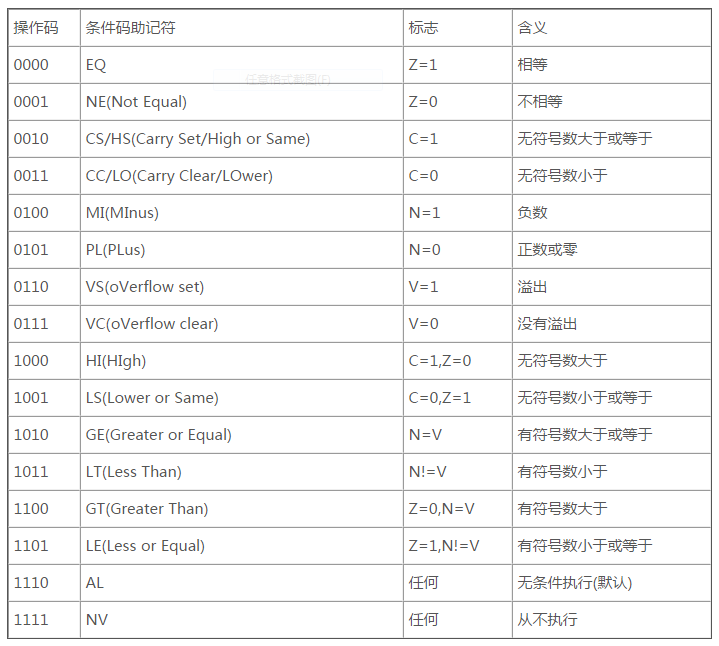 操作码 条件码助记符 标志 含义
0000 EQ Z=1 相等
任意格式截图(F)
0001 NE(Not Equal) Z=0 不相等
0010 CS/HS(Carry Set/High or Same) C=1 无符号数大于或等于
0011 CC/LO(Carry Clear/LOwer) C=0 无符号数小于
0100 MI(MInus) N=1 负数
0101 PL(PLus) N=0 正数或零
0110 VS(oVerflow set) V=1 溢出
0111 VC(oVerflow clear) V=0 没有溢出
1000 HI(HIgh) C=1,Z=0 无符号数大于
1001 LS(Lower or Same) C=0,Z=1 无符号数小于或等于
1010 GE(Greater or Equal) N=V 有符号数大于或等于
1011 LT(Less Than) N!=V 有符号数小于
1100 GT(Greater Than) Z=0,N=V 有符号数大于
1101 LE(Less or Equal) Z=1,N!=V 有符号数小于或等于
1110 AL 任何 无条件执行(默认)
1111 NV 任何 从不执行